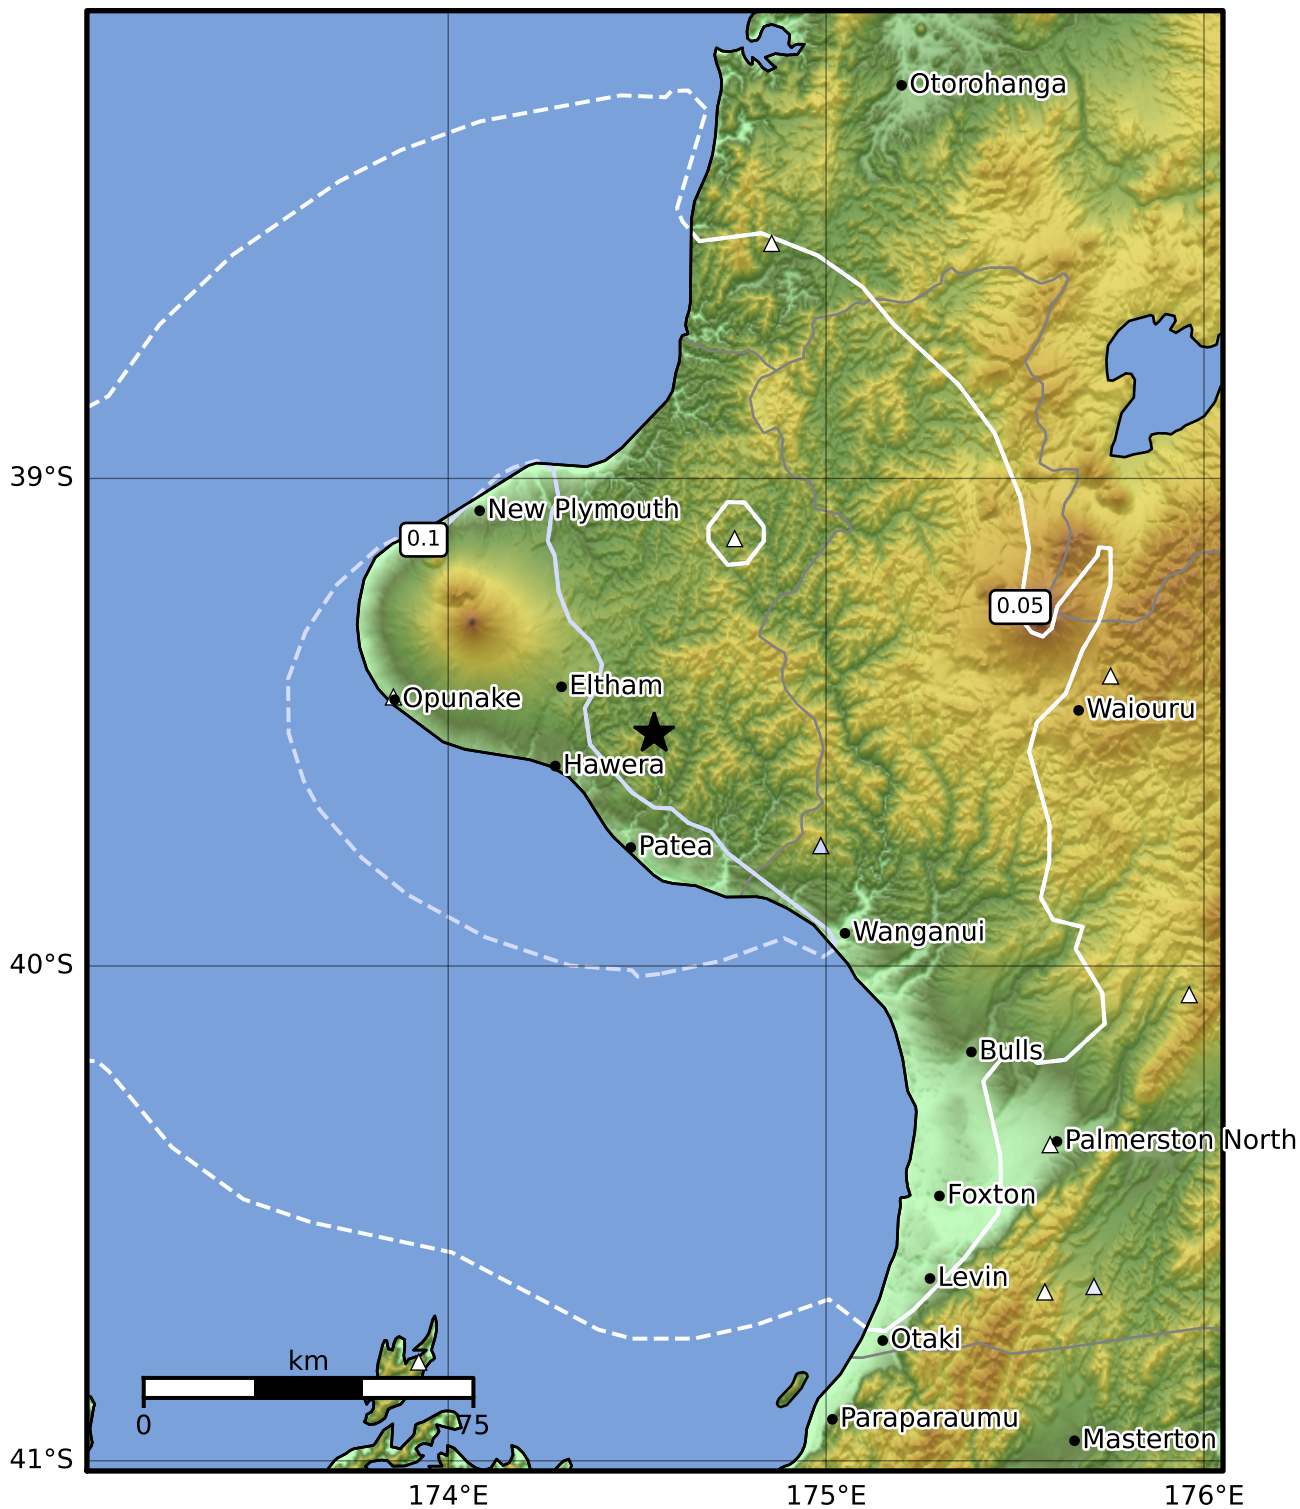 Otorohanga
39°S
New Plymouth
0.1
0.05
Eltham
Opunake
Waiouru
Hawera
Patea
Wanganui
40°S
Bulls
Palmerston North
Foxton
Levin
Otaki
km
0
75
Paraparaumu
Masterton
41°S
174°E
175°E
176°E